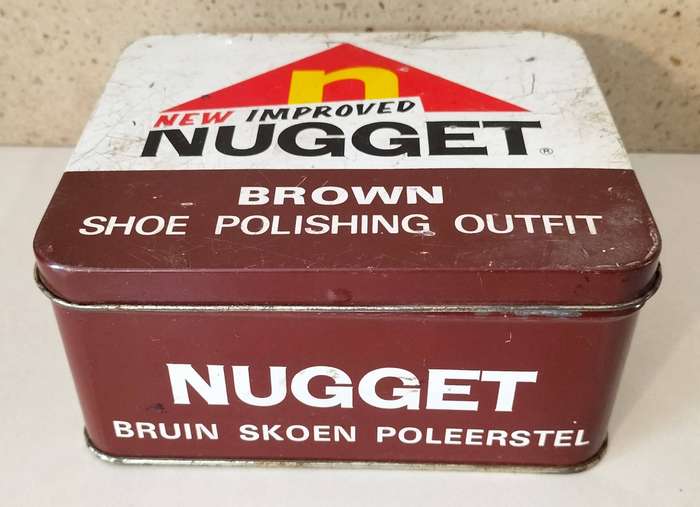 n
NEW IMPROVED
NUGGET®
BROWN
SHOE POLISHING OUTFIT
NUGGET
BRUIN SKOEN POLEERSTEL